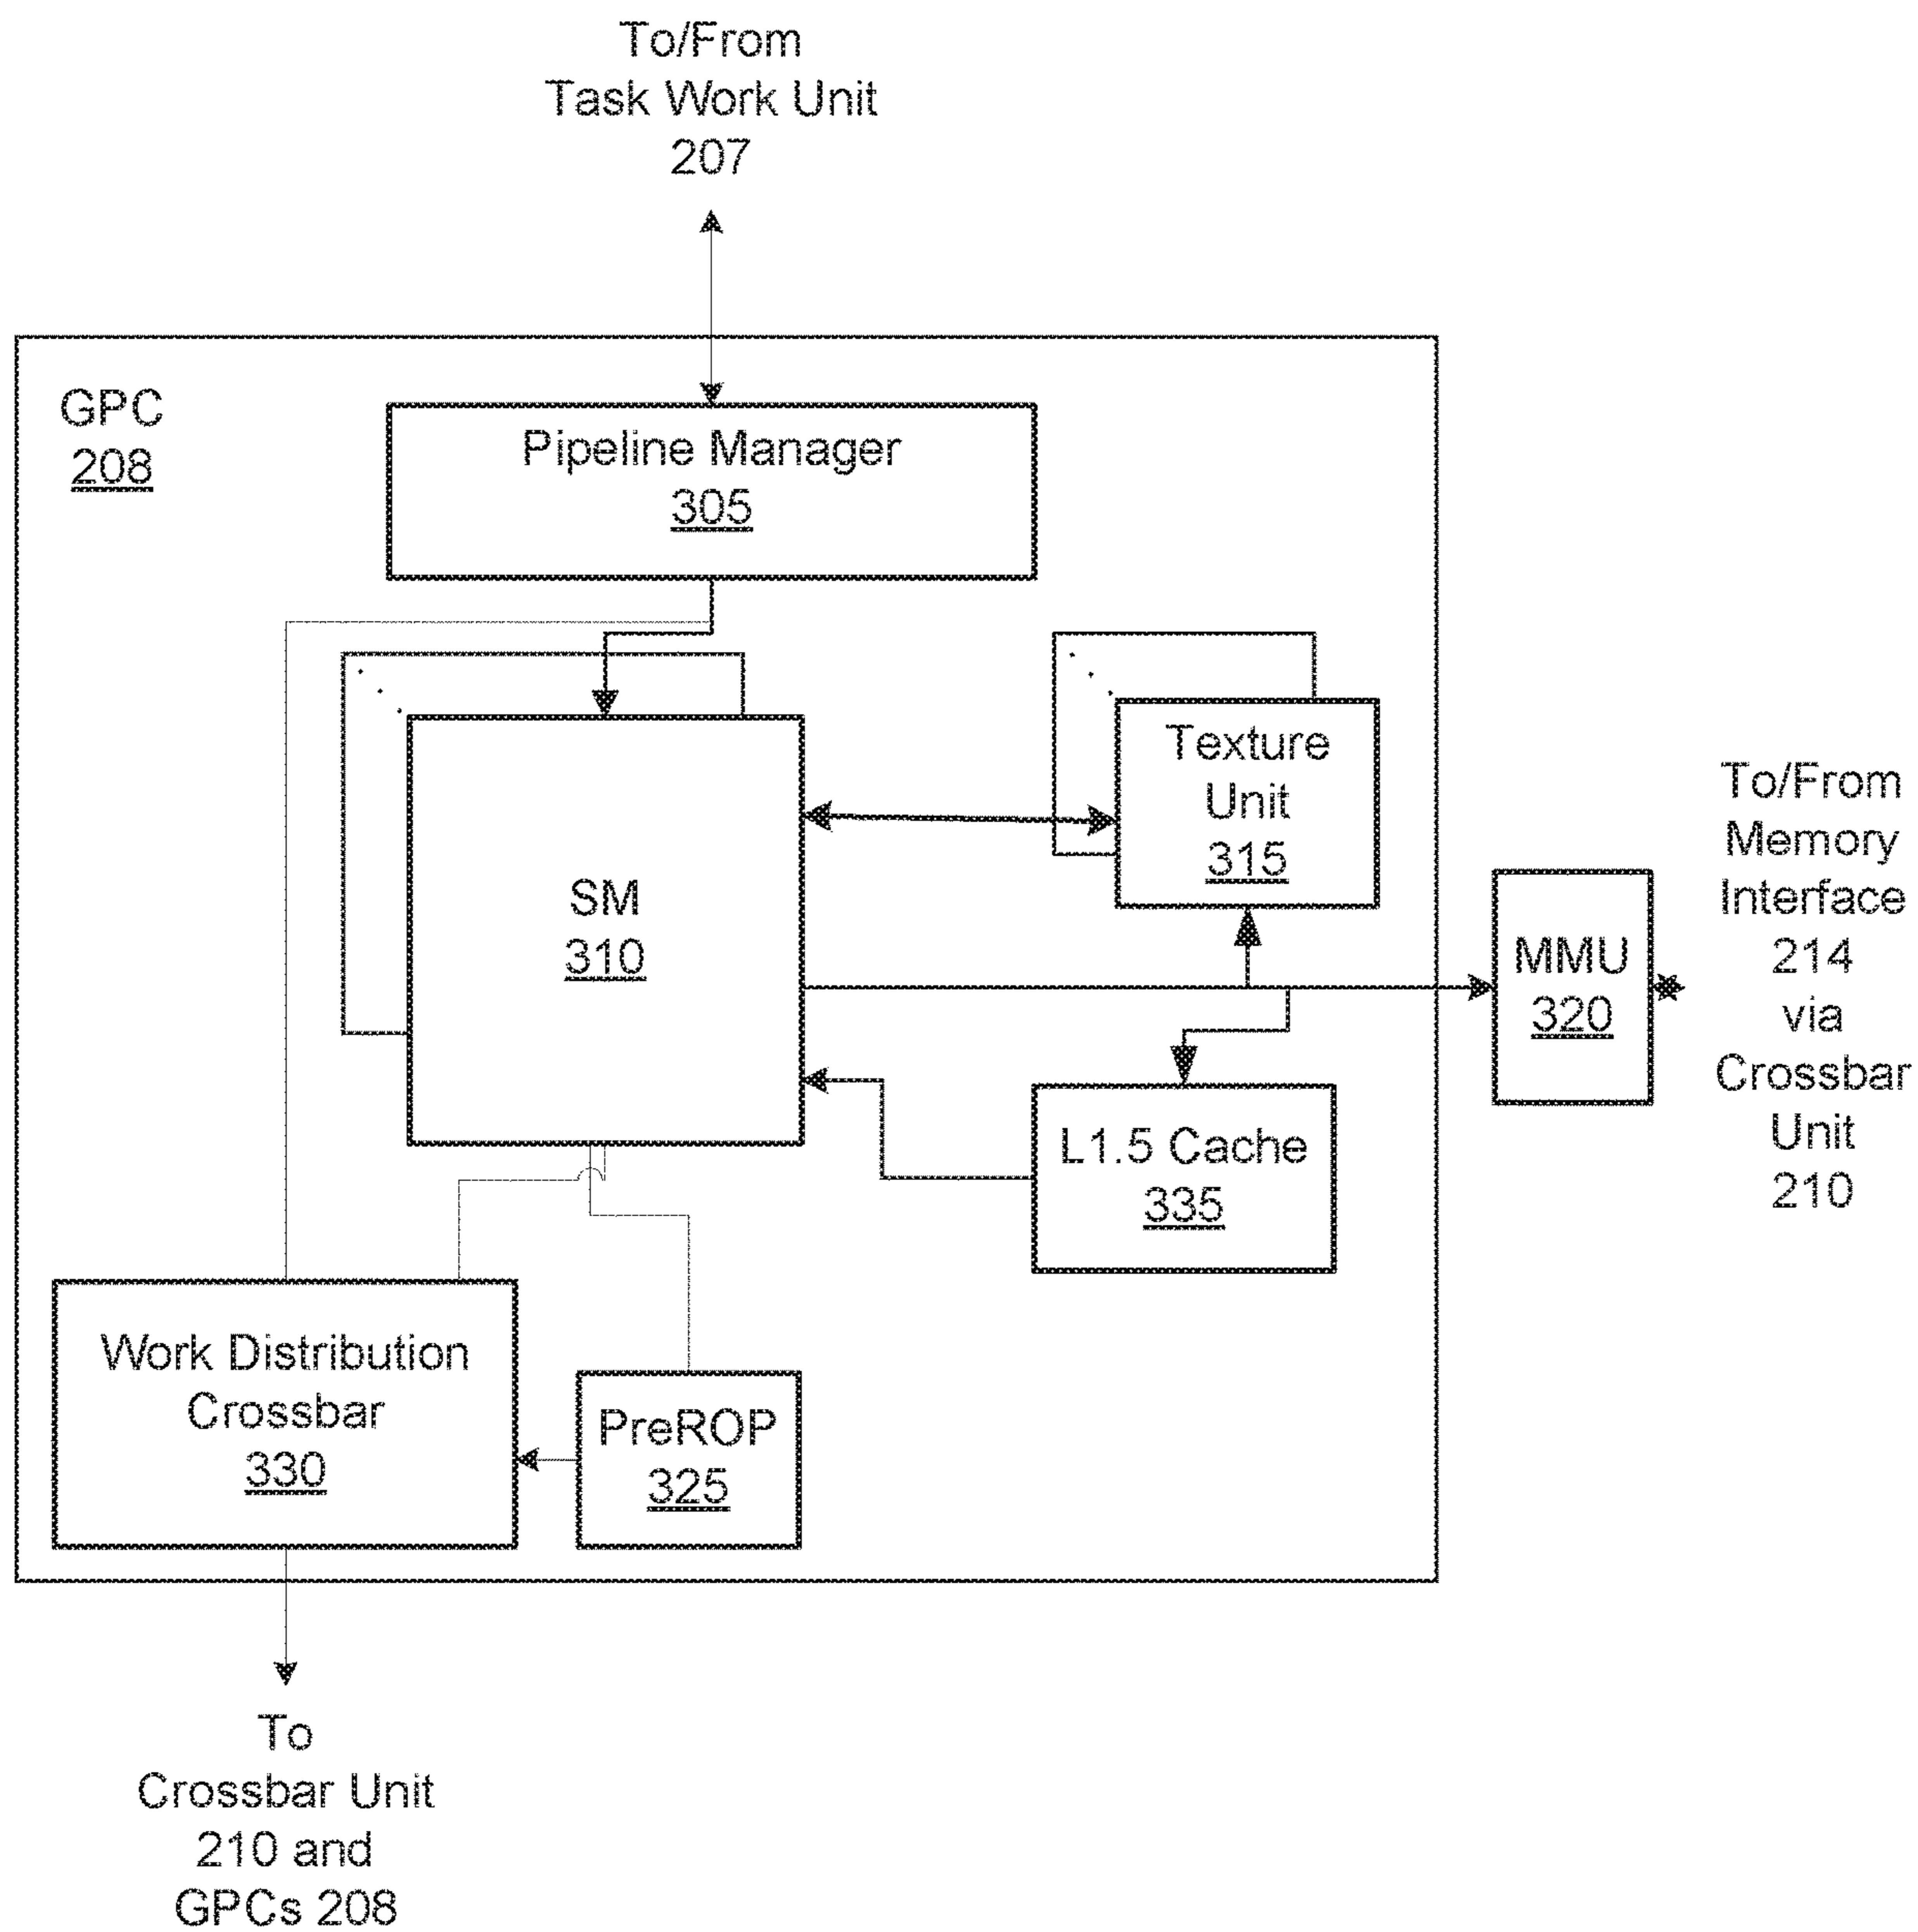 To/From
Task Work Unit
207
GPC
208
Pipeline Manager
305
Texture
Unit
315
SM
310
To/From
Memory
Interface
214
via
Crossbar
Unit
210
MMU
320
L1.5 Cache
335
Work Distribution
Crossbar
330
PreROP
325
To
Crossbar Unit
210 and
GPCs 208